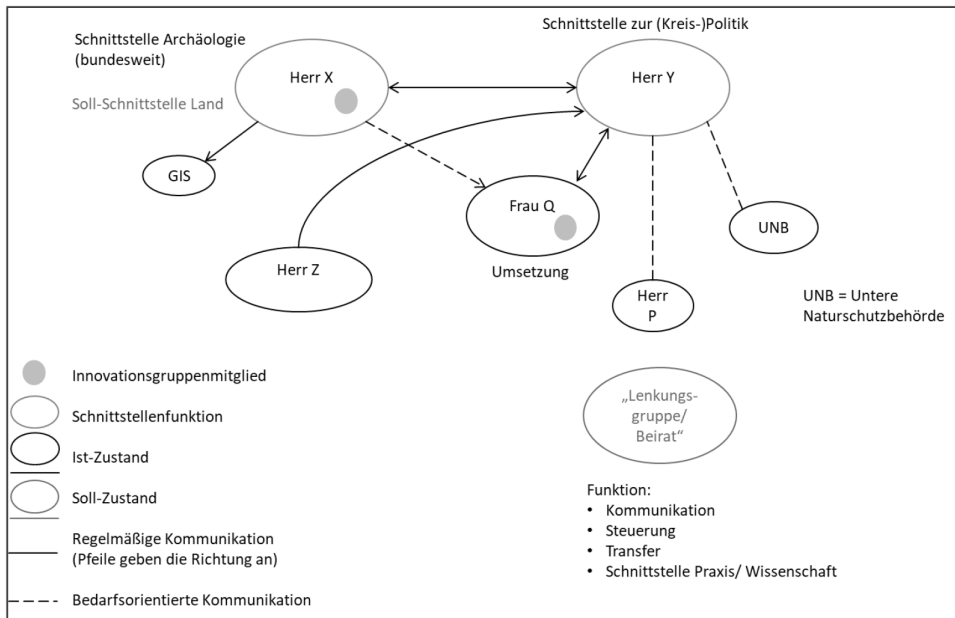 Schnittstelle zur (Kreis-)Politik
Schnittstelle Archäologie
(bundesweit)
Herr X
Herr Y
Soll-Schnittstelle Land
GIS
Frau Q
UNB
Herr Z
Umsetzung
Herr
P
UNB = Untere
Naturschutzbehörde
Innovationsgruppenmitglied
Schnittstellenfunktion
Ist-Zustand
Soll-Zustand
Regelmäßige Kommunikation
(Pfeile geben die Richtung an)
Bedarfsorientierte Kommunikation
„Lenkungs-
gruppe/
Beirat“
Funktion:
• Kommunikation
• Steuerung
• Transfer
• Schnittstelle Praxis/ Wissenschaft